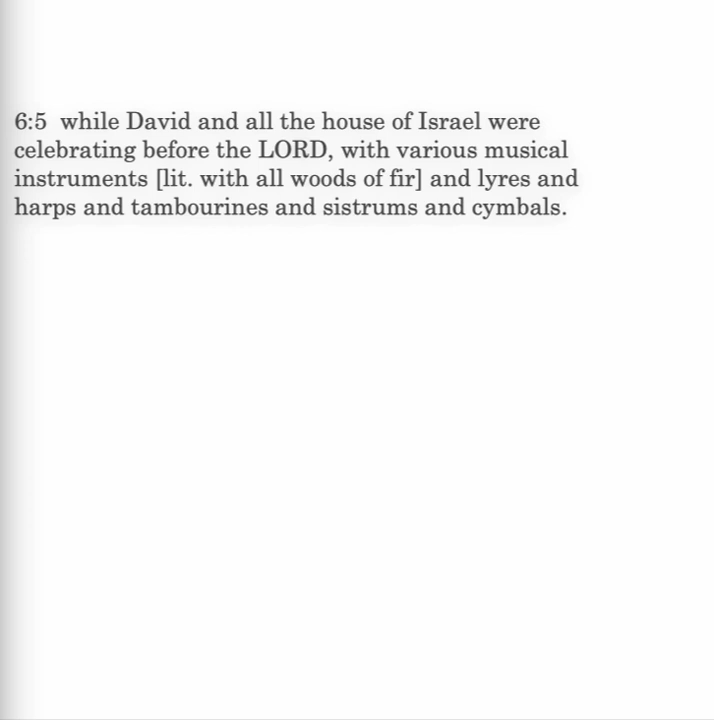 6:5 while David and all the house of Israel were
celebrating before the LORD, with various musical
instruments [lit. with all woods of fir] and lyres and
harps and tambourines and sistrums and cymbals.